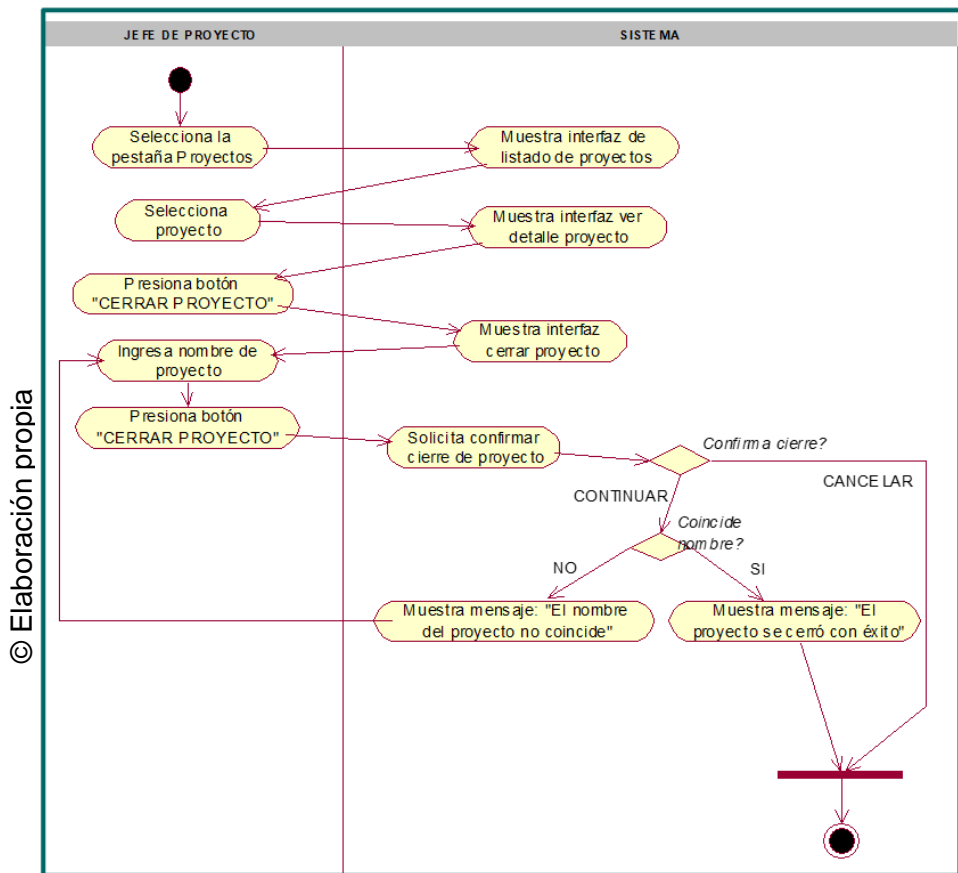 JEFE DE PROYECTO
SISTEMA
Selecciona la
pestaña Proyectos
Muestra interfaz de
listado de proyectos
Selecciona
proyecto
Muestra interfaz ver
detalle proyecto
Presiona botón
"CERRAR PROYECTO"
Muestra interfaz
cerrar proyecto
Ingresa nombre de
proyecto
Presiona botón
"CERRAR PROYECTO"
Solicita confirmar
cierre de proyecto
Confirma cierre?
CANCELAR
CONTINUAR
Coincide
nombre?
NO
SI
Muestra mensaje: "El nombre
del proyecto no coincide"
Muestra mensaje: "El
proyecto se cerró con éxito"
© Elaboración propia